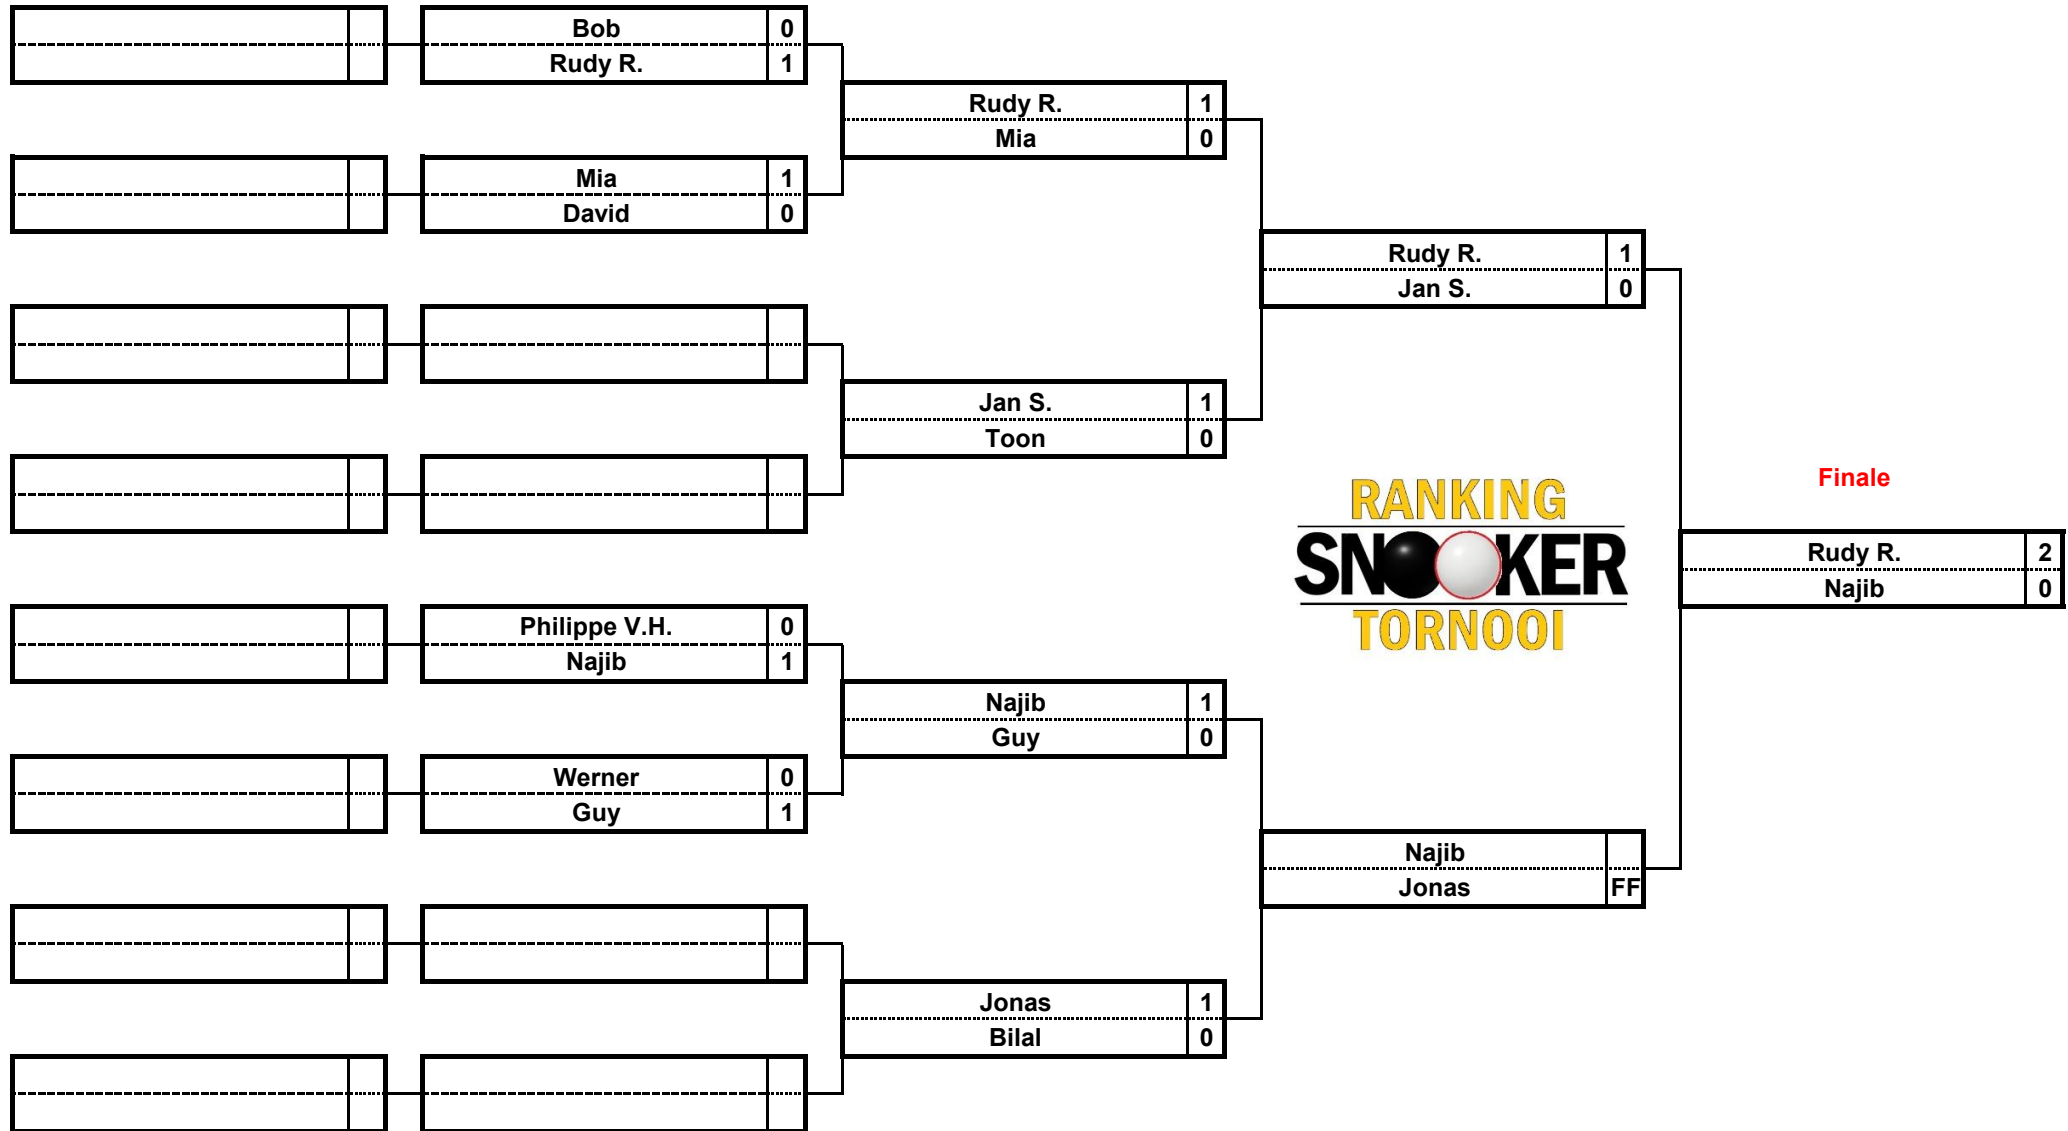 Bob 0
Rudy R. 1
Mia 1
David 0
Philippe V.H. 0
Najib 1
Werner 0
Guy 1
Rudy R. 1
Mia 0
Jan S. 1
Toon 0
Najib 1
Guy 0
Jonas 1
Bilal 0
Rudy R. 1
Jan S. 0
RANKING
SNOOKER
TORNOOI
Najib
Jonas FF
Finale
Rudy R. 2
Najib 0